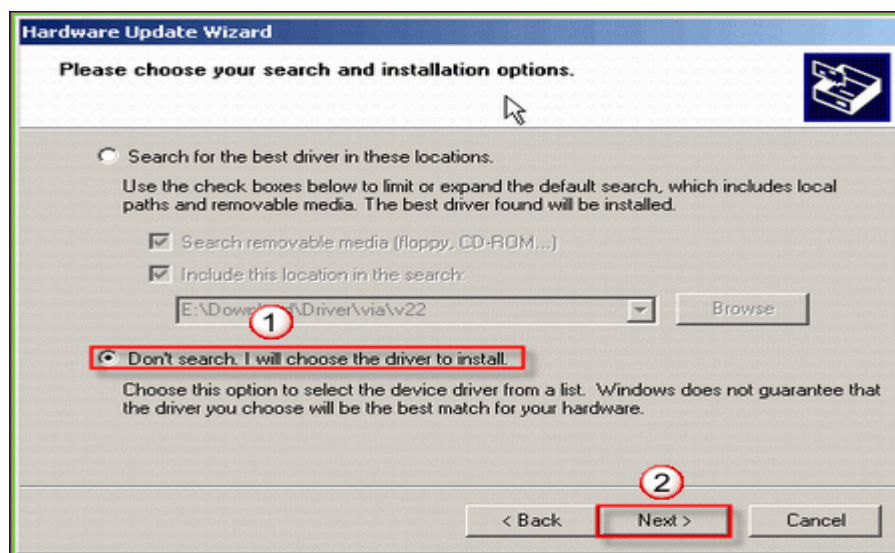 Hardware Update Wizard
Please choose your search and installation options.
Search for the best driver in these locations.
Use the check boxes below to limit or expand the default search, which includes local
paths and removable media. The best driver found will be installed.
Search removable media (floppy, CD-ROM...)
Include this location in the search:
\Driver\via\v22
Browse
1
Don't search. I will choose the driver to install.
Choose this option to select the device driver from a list. Windows does not guarantee that
the driver you choose will be the best match for your hardware.
2
< Back
Next >
Cancel